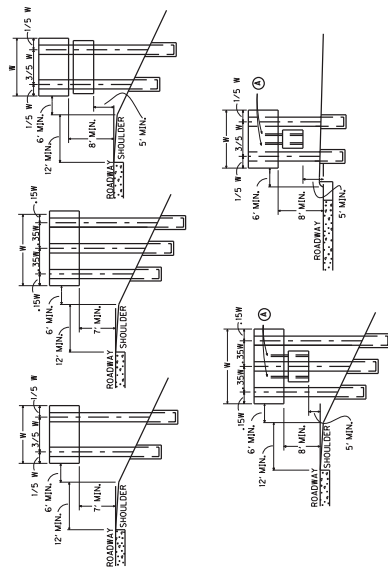 W
1/5 W
3/5 W
1/5 W
6' MIN.
12' MIN.
7' MIN.
ROADWAY
SHOULDER
W
.15W
.35W
.35W
.15W
6' MIN.
12' MIN.
7' MIN.
ROADWAY
SHOULDER
W
1/5 W
3/5 W
1/5 W
6' MIN.
12' MIN.
8' MIN.
5' MIN.
ROADWAY
SHOULDER
W
.15W
.35W
.35W
.15W
A
6' MIN.
12' MIN.
8' MIN.
5' MIN.
ROADWAY
SHOULDER
W
1/5 W
3/5 W
1/5 W
A
6' MIN.
8' MIN.
5' MIN.
ROADWAY